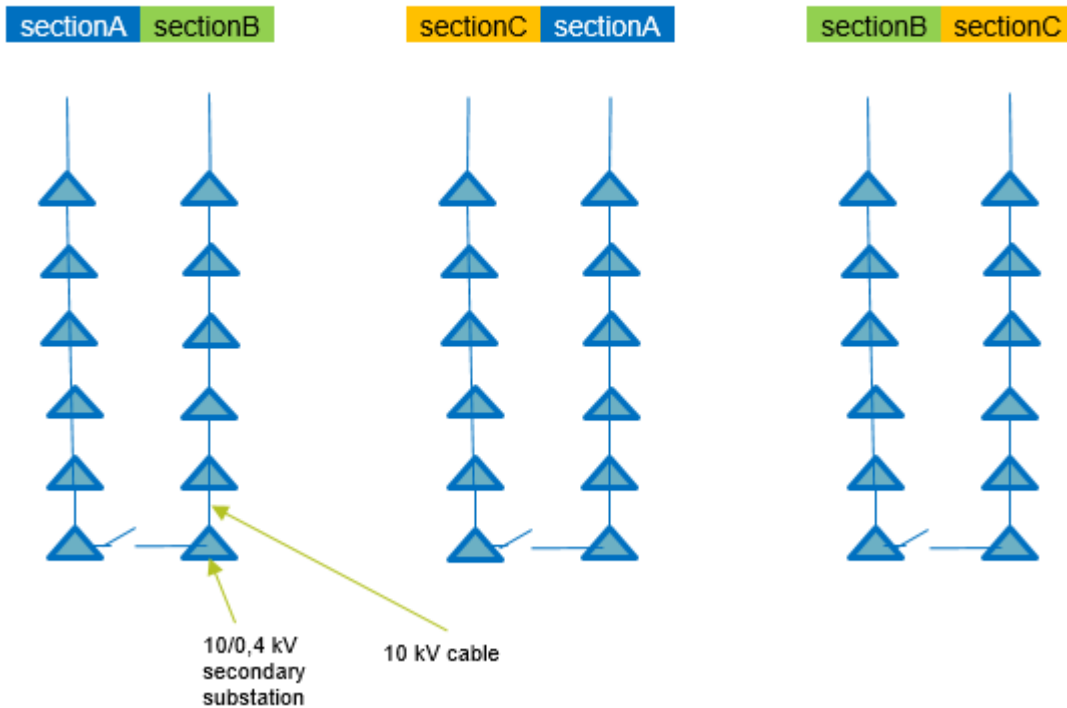 sectionA sectionB sectionC sectionA sectionB sectionC
10/0,4 kV
secondary
substation
10 kV cable